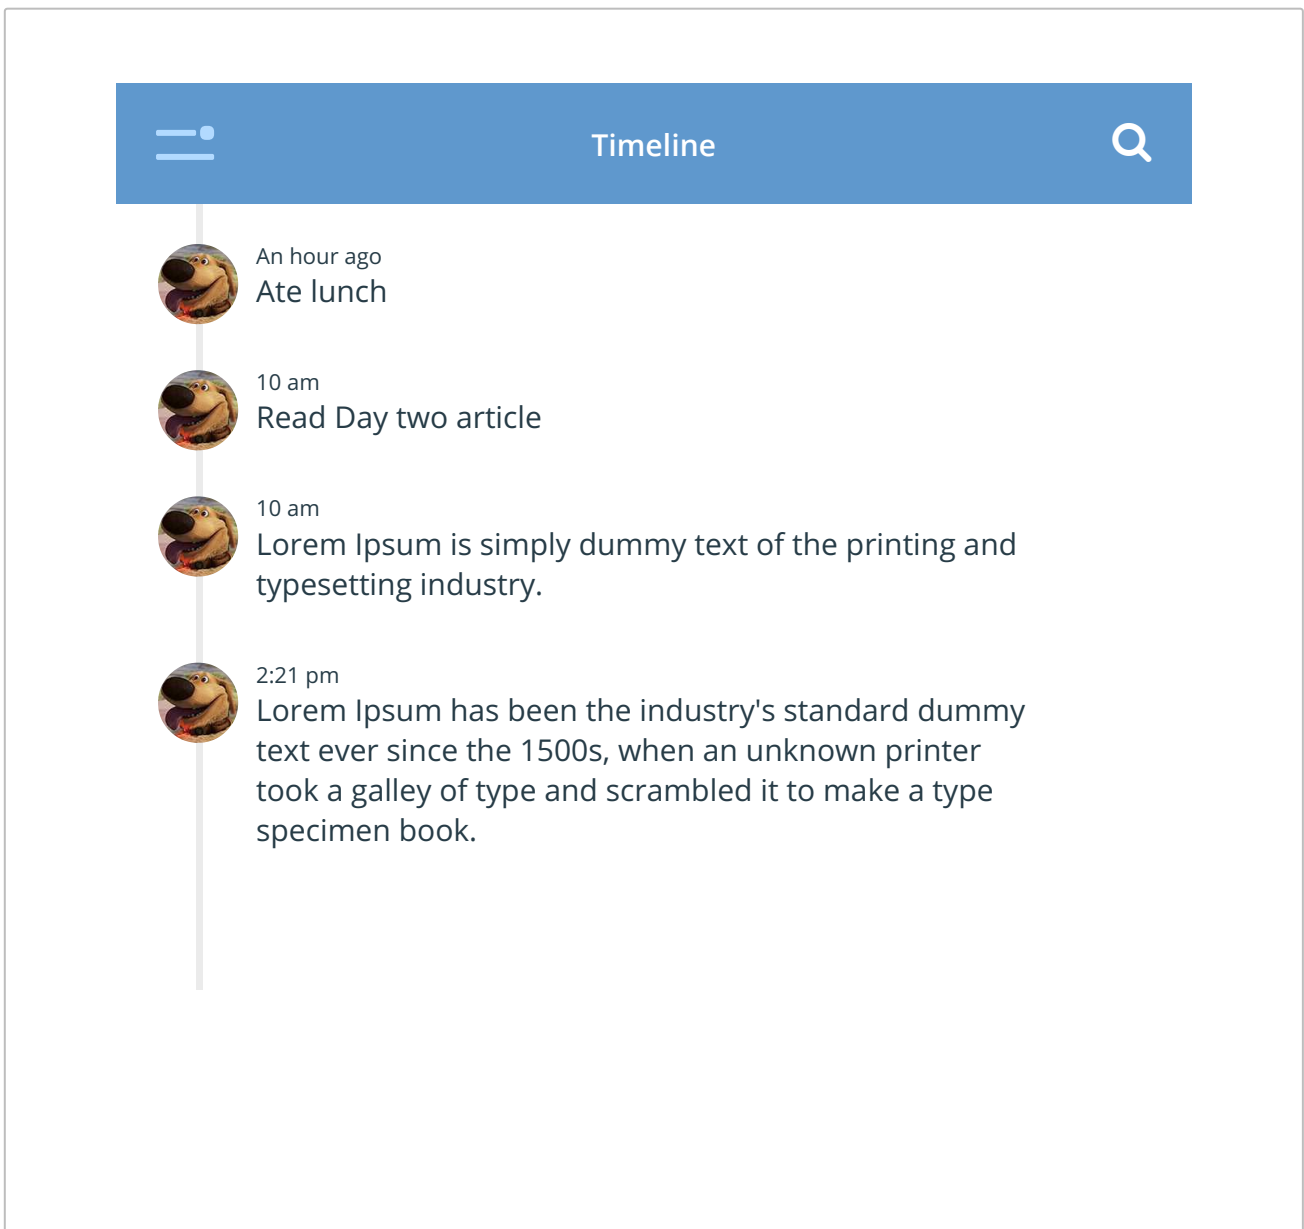 Timeline
An hour ago
Ate lunch
10 am
Read Day two article
10 am
Lorem Ipsum is simply dummy text of the printing and
typesetting industry.
2:21 pm
Lorem Ipsum has been the industry's standard dummy
text ever since the 1500s, when an unknown printer
took a galley of type and scrambled it to make a type
specimen book.